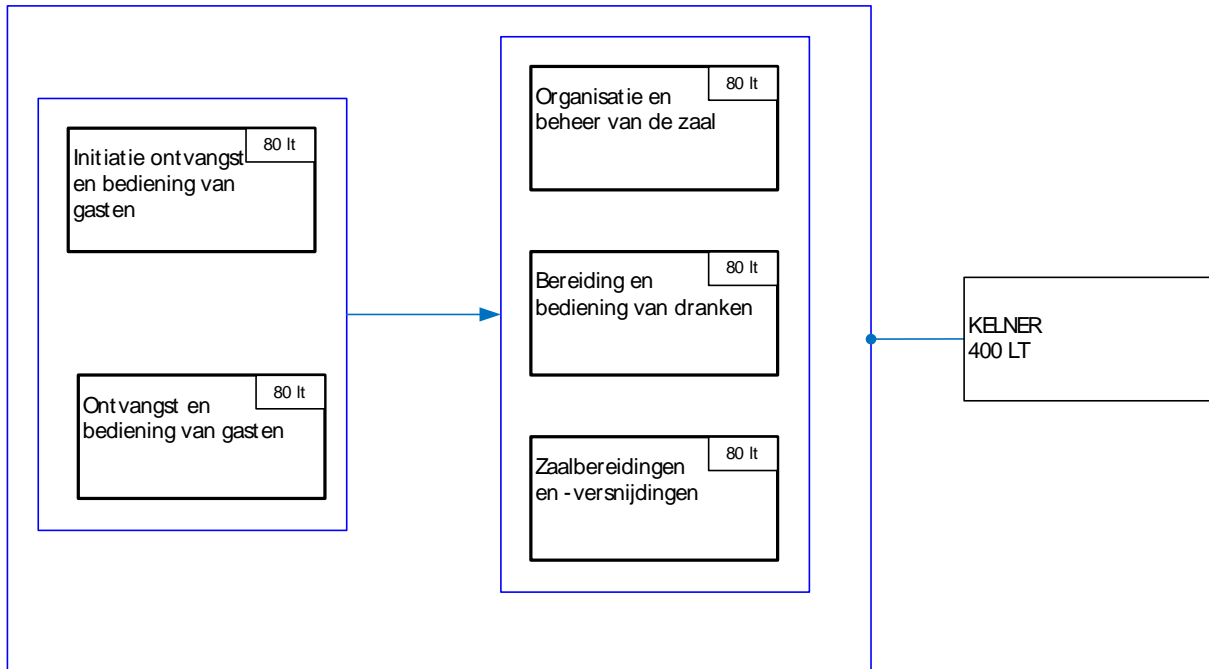 80 lt
Initiatie ontvangst
en bediening van
gasten
80 lt
Ontvangst en
bediening van gasten
80 lt
Organisatie en
beheer van de zaal
80 lt
Bereiding en
bediening van dranken
80 lt
Zaalbereidingen
en -versnijdingen
KELNER
400 LT